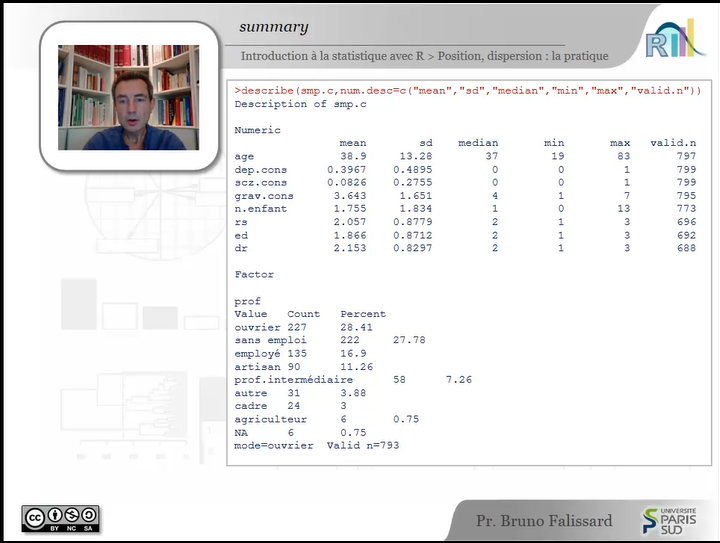 summary
Introduction à la statistique avec R > Position, dispersion : la pratique
R
>describe(smp.c,num.desc=c("mean","sd","median","min","max","valid.n"))
Description of smp.c
Numeric
mean sd median min max valid.n
age 38.9 13.28 37 19 83 797
dep.cons 0.3967 0.4895 0 0 1 799
scz.cons 0.0826 0.2755 0 0 1 799
grav.cons 3.643 1.651 4 1 7 795
n.enfant 1.755 1.834 1 0 13 773
rs 2.057 0.8779 2 1 3 696
ed 1.866 0.8712 2 1 3 692
dr 2.153 0.8297 2 1 3 688
Factor
prof
Value Count Percent
ouvrier 227 28.41
sans emploi 222 27.78
employé 135 16.9
artisan 90 11.26
prof.intermédiaire 58 7.26
autre 31 3.88
cadre 24 3
agriculteur 6 0.75
NA 6 0.75
mode=ouvrier Valid n=793
cc
BY NC SA
Pr. Bruno Falissard
UNIVERSITÉ
PARIS
SUD